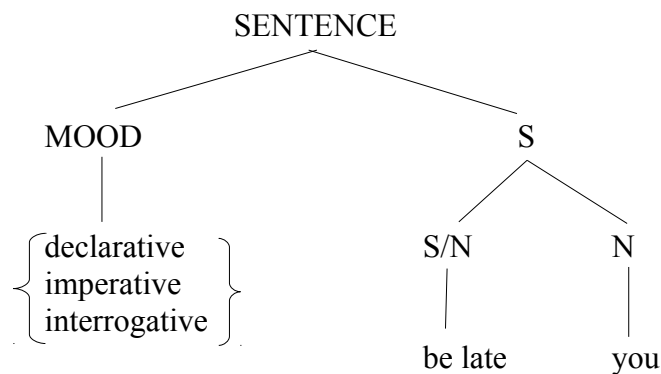 SENTENCE
MOOD S
declarative
imperative
interrogative
S/N N
be late you